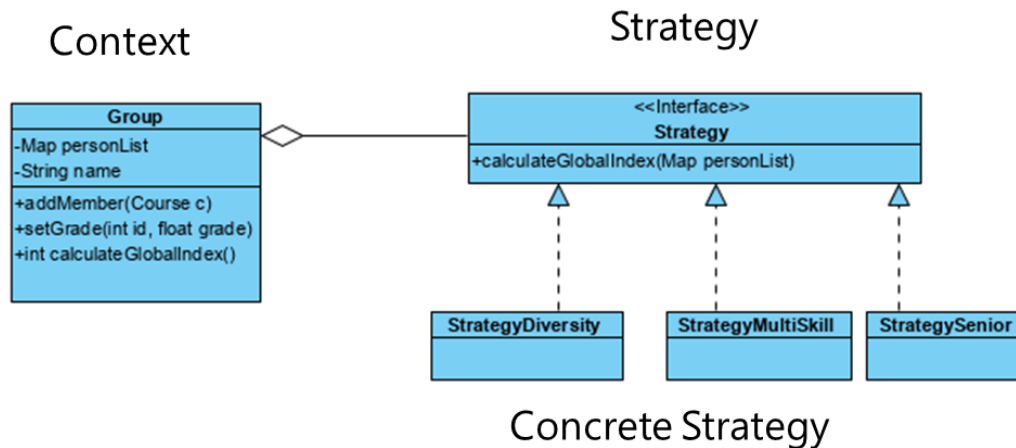 Context
Strategy
Group
-Map personList
-String name
+addMember(Course c)
+setGrade(int id, float grade)
+int calculateGlobalIndex()
<<Interface>>
Strategy
+calculateGlobalIndex(Map personList)
StrategyDiversity
StrategyMultiSkill
StrategySenior
Concrete Strategy